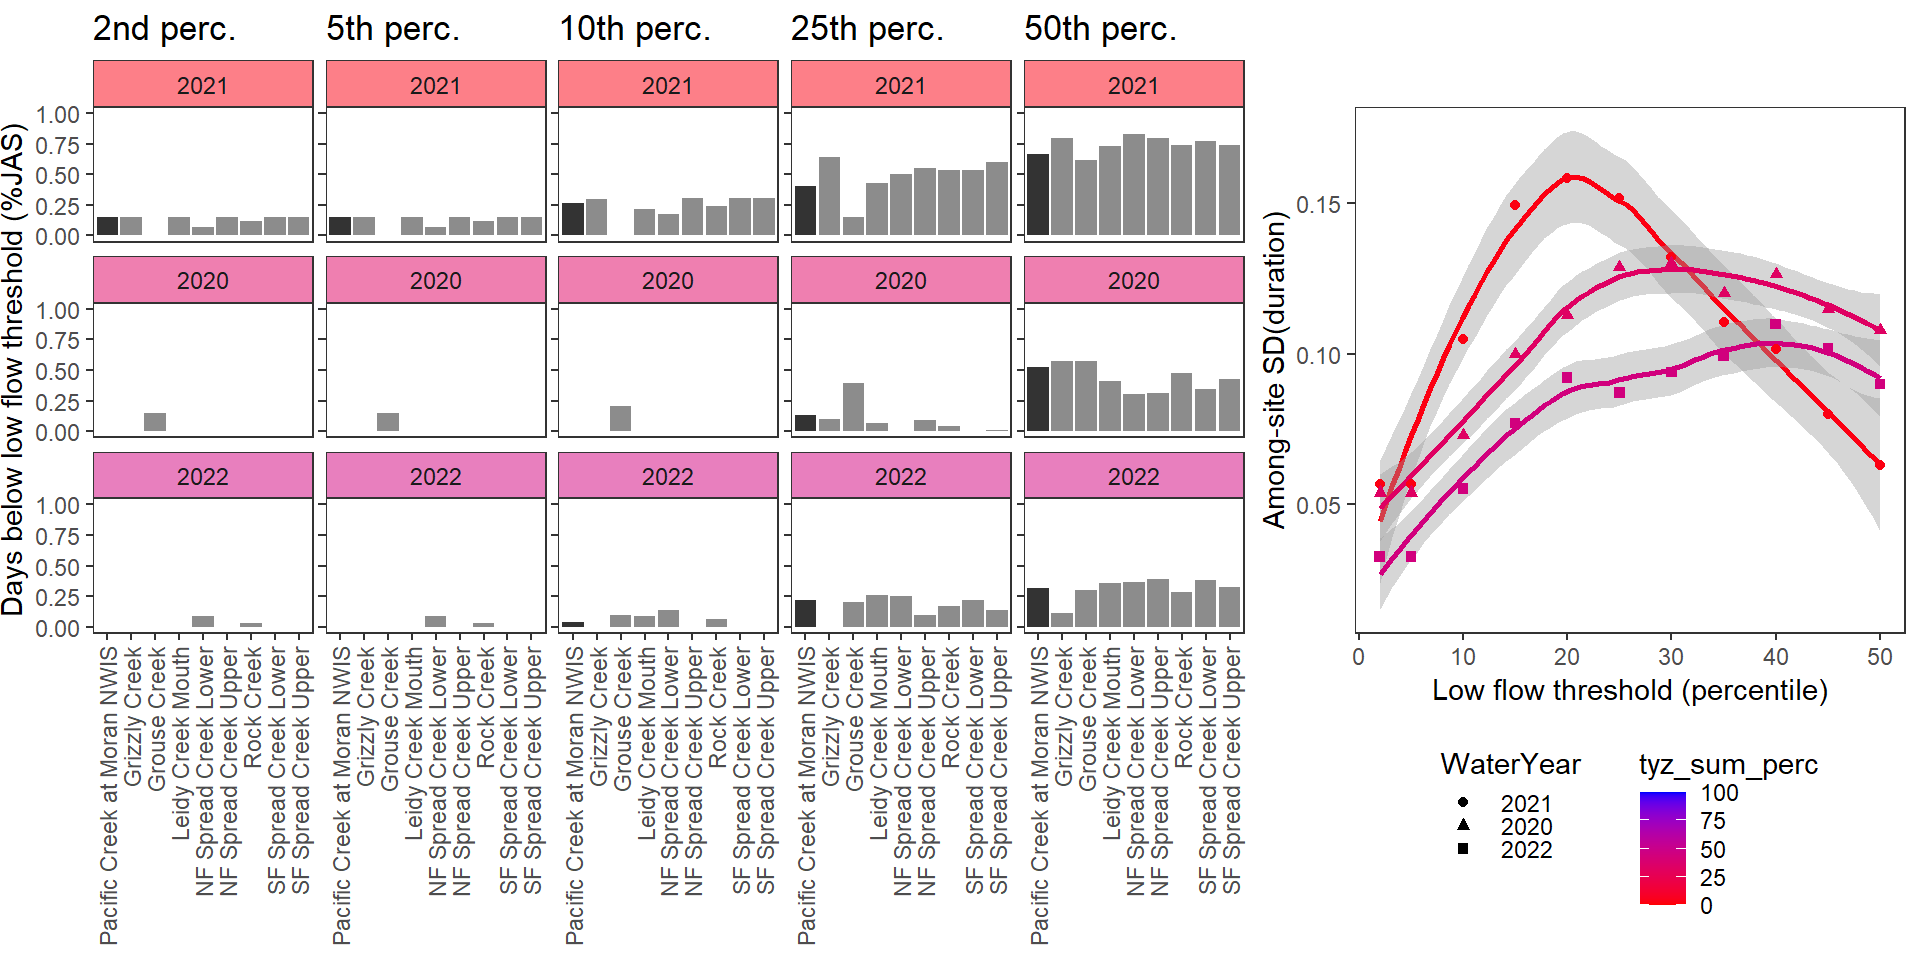 2nd perc.
5th perc.
10th perc.
25th perc.
50th perc.
2021
2021
2021
2021
2021
1.00
0.75
0.50
0.25
0.00
2020
2020
2020
2020
2020
1.00
0.75
0.50
0.25
0.00
2022
2022
2022
2022
2022
1.00
0.75
0.50
0.25
0.00
Days below low flow threshold (%JAS)
Pacific Creek at Moran NWIS
Grizzly Creek
Grouse Creek
Leidy Creek Mouth
NF Spread Creek Lower
NF Spread Creek Upper
Rock Creek
SF Spread Creek Lower
SF Spread Creek Upper
Pacific Creek at Moran NWIS
Grizzly Creek
Grouse Creek
Leidy Creek Mouth
NF Spread Creek Lower
NF Spread Creek Upper
Rock Creek
SF Spread Creek Lower
SF Spread Creek Upper
Pacific Creek at Moran NWIS
Grizzly Creek
Grouse Creek
Leidy Creek Mouth
NF Spread Creek Lower
NF Spread Creek Upper
Rock Creek
SF Spread Creek Lower
SF Spread Creek Upper
Pacific Creek at Moran NWIS
Grizzly Creek
Grouse Creek
Leidy Creek Mouth
NF Spread Creek Lower
NF Spread Creek Upper
Rock Creek
SF Spread Creek Lower
SF Spread Creek Upper
Pacific Creek at Moran NWIS
Grizzly Creek
Grouse Creek
Leidy Creek Mouth
NF Spread Creek Lower
NF Spread Creek Upper
Rock Creek
SF Spread Creek Lower
SF Spread Creek Upper
Among-site SD(duration)
0.15
0.10
0.05
0
10
20
30
40
50
Low flow threshold (percentile)
WaterYear
2021
2020
2022
tyz_sum_perc
100
75
50
25
0